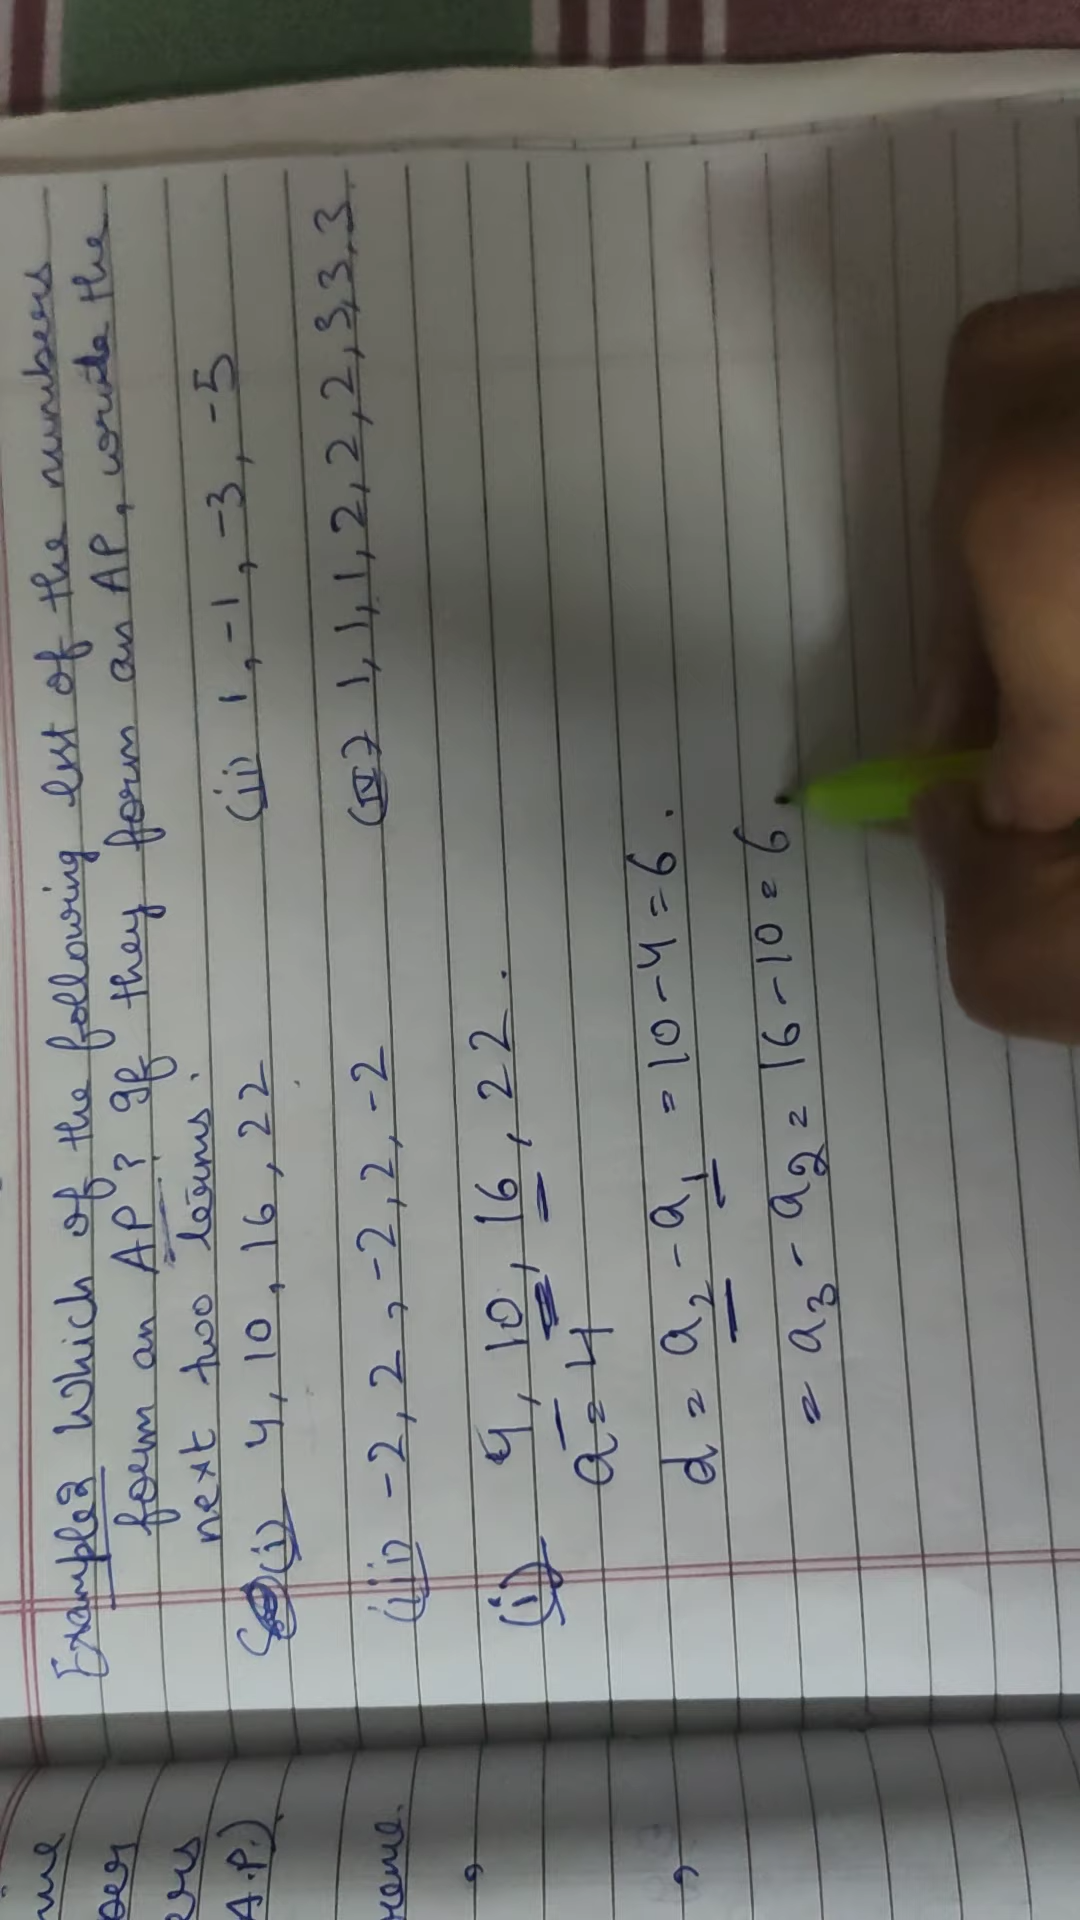 Example2 Which of the following list of the numbers
form an AP? If they form an AP, write the
next two terms.
(i) 4, 10, 16, 22 (ii) 1, -1, -3, -5
(iii) -2, 2, -2, 2, -2 (IV) 1, 1, 1, 2, 2, 2, 3, 3, 3
(i) 4, 10, 16, 22.
a = 4
d = a2 - a1 = 10 - 4 = 6.
= a3 - a2 = 16 - 10 = 6
A.P.)